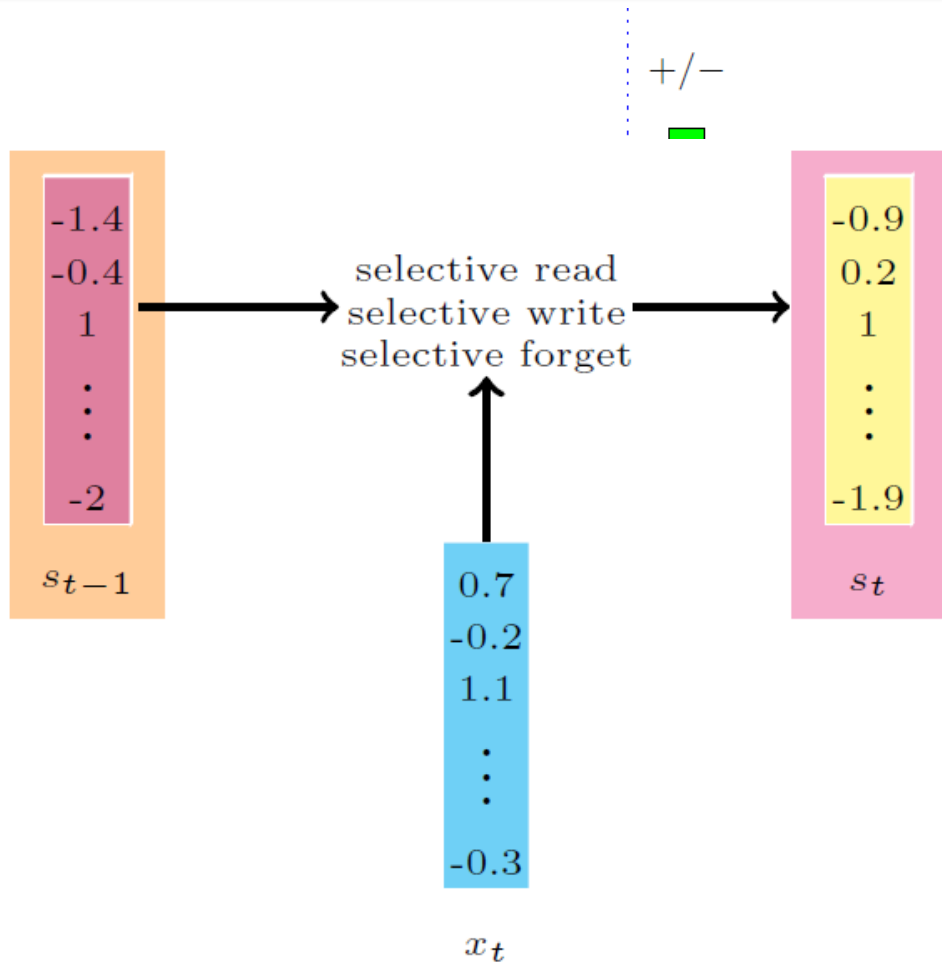 +/−
-1.4
-0.4
1
⋮
-2
s_{t−1}
selective read
selective write
selective forget
-0.9
0.2
1
⋮
-1.9
s_t
0.7
-0.2
1.1
⋮
-0.3
x_t